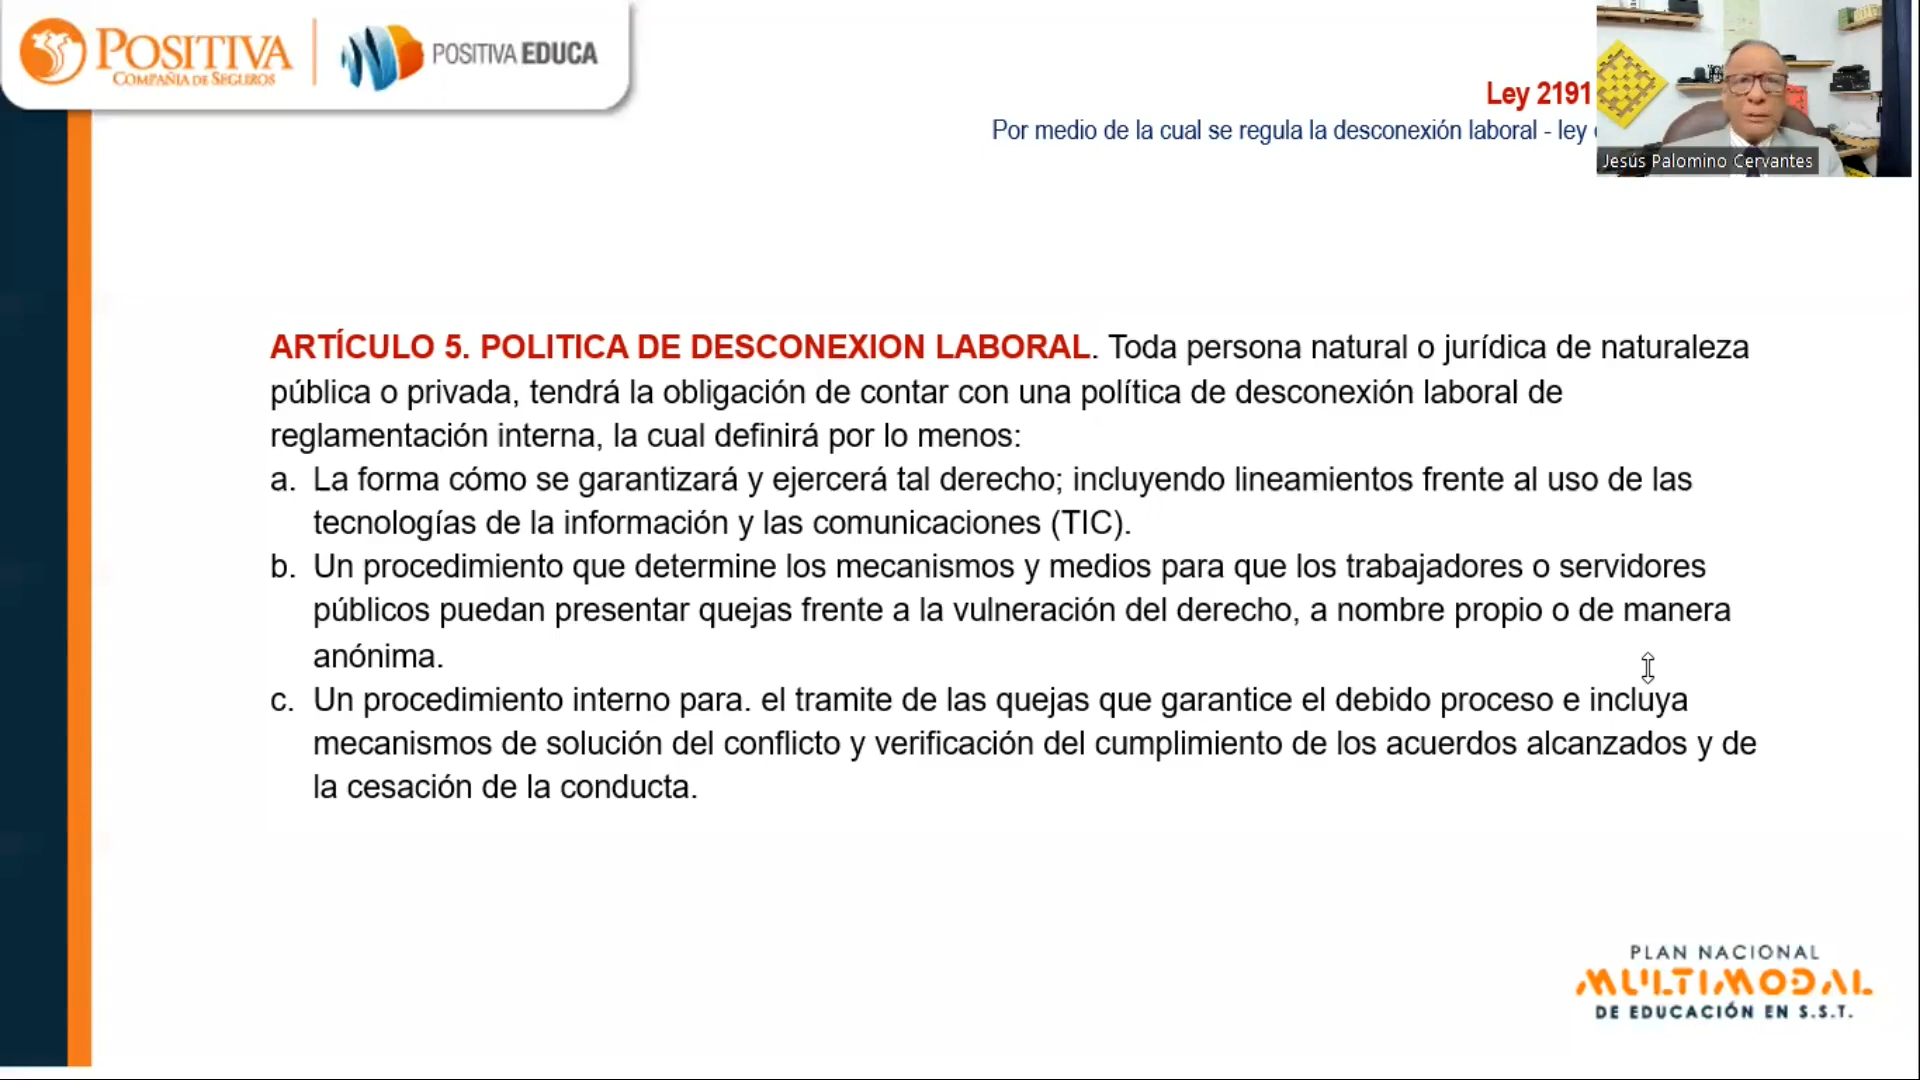 POSITIVA
COMPAÑIA DE SEGUROS
POSITIVA EDUCA
Ley 2191
Por medio de la cual se regula la desconexión laboral - ley
Jesús Palomino Cervantes
ARTÍCULO 5. POLITICA DE DESCONEXION LABORAL. Toda persona natural o jurídica de naturaleza
pública o privada, tendrá la obligación de contar con una política de desconexión laboral de
reglamentación interna, la cual definirá por lo menos:
a. La forma cómo se garantizará y ejercerá tal derecho; incluyendo lineamientos frente al uso de las
tecnologías de la información y las comunicaciones (TIC).
b. Un procedimiento que determine los mecanismos y medios para que los trabajadores o servidores
públicos puedan presentar quejas frente a la vulneración del derecho, a nombre propio o de manera
anónima.
c. Un procedimiento interno para. el tramite de las quejas que garantice el debido proceso e incluya
mecanismos de solución del conflicto y verificación del cumplimiento de los acuerdos alcanzados y de
la cesación de la conducta.
PLAN NACIONAL
MULTIMODAL
DE EDUCACIÓN EN S.S.T.